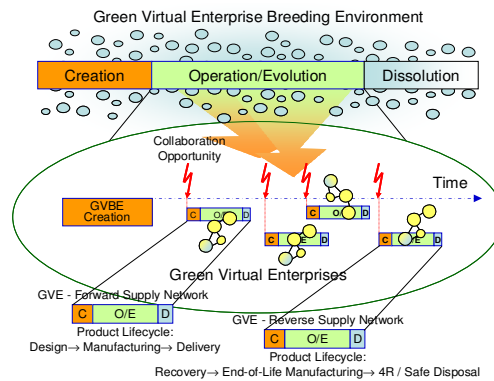 Green Virtual Enterprise Breeding Environment
Creation
Operation/Evolution
Dissolution
Collaboration
Opportunity
Time
GVBE
Creation
C O/E D
C O/E D
C O/E D
C O/E D
Green Virtual Enterprises
GVE - Forward Supply Network
C O/E D
Product Lifecycle:
Design→ Manufacturing→ Delivery
GVE - Reverse Supply Network
C O/E D
Product Lifecycle:
Recovery→ End-of-Life Manufacturing→ 4R / Safe Disposal